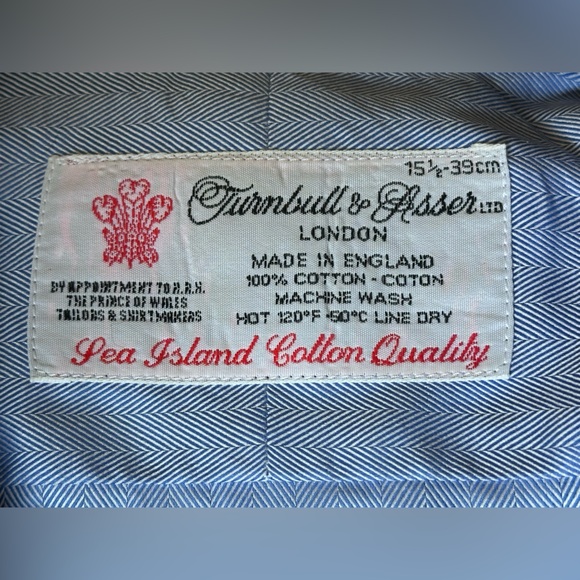 15½-39cm
Turnbull & Asser LTD
LONDON
MADE IN ENGLAND
100% COTTON - COTON
MACHINE WASH
HOT 120°F -50°C LINE DRY
BY APPOINTMENT TO H.R.H.
THE PRINCE OF WALES
TAILORS & SHIRTMAKERS
Sea Island Cotton Quality